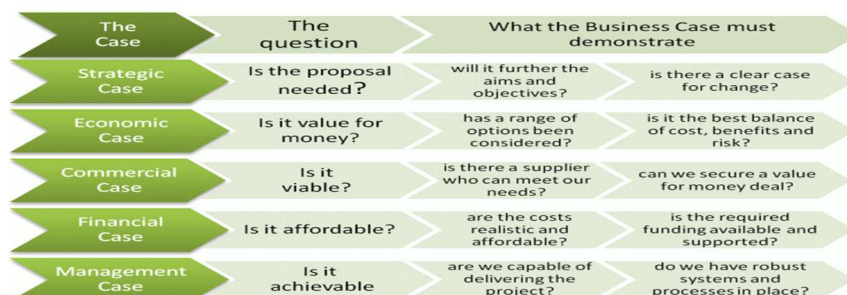 The
Case
The
question
What the Business Case must
demonstrate
Strategic
Case
Is the proposal
needed?
will it further the
aims and
objectives?
is there a clear case
for change?
Economic
Case
Is it value for
money?
has a range of
options been
considered?
is it the best balance
of cost, benefits and
risk?
Commercial
Case
Is it
viable?
is there a supplier
who can meet our
needs?
can we secure a value
for money deal?
Financial
Case
Is it affordable?
are the costs
realistic and
affordable?
is the required
funding available and
supported?
Management
Case
Is it
achievable
are we capable of
delivering the
project?
do we have robust
systems and
processes in place?